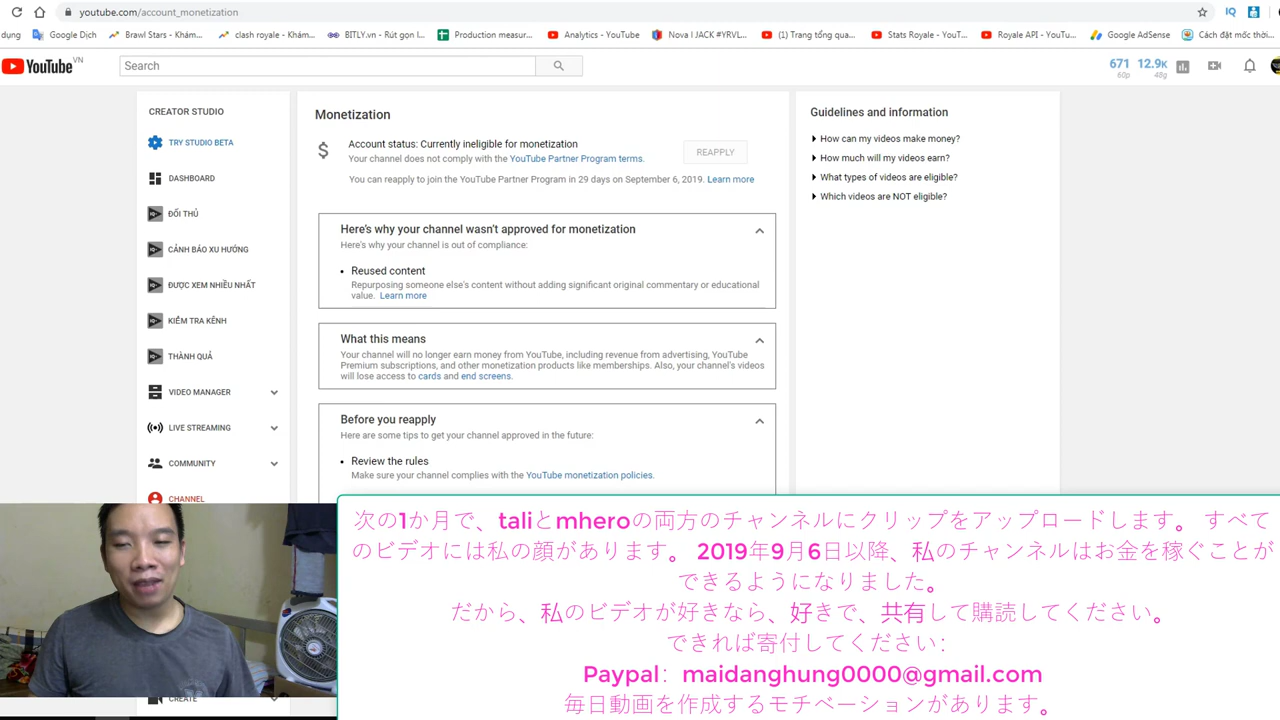 youtube.com/account_monetization
IQ
dụng
Google Dịch
Brawl Stars - Khám...
clash royale - Khám...
BITLY.vn - Rút gọn l...
Production measur...
Analytics - YouTube
Nova l JACK #YRVL...
(1) Trang tổng qua...
Stats Royale - YouT...
Royale API - YouTu...
Google AdSense
Cách đặt mốc thời...
YouTube VN
Search
671
60p
12.9K
48g
CREATOR STUDIO
TRY STUDIO BETA
DASHBOARD
ĐỐI THỦ
CẢNH BÁO XU HƯỚNG
ĐƯỢC XEM NHIỀU NHẤT
KIỂM TRA KÊNH
THÀNH QUẢ
VIDEO MANAGER
LIVE STREAMING
COMMUNITY
CHANNEL
CREATE
Monetization
Account status: Currently ineligible for monetization
Your channel does not comply with the YouTube Partner Program terms.
REAPPLY
You can reapply to join the YouTube Partner Program in 29 days on September 6, 2019. Learn more
Here's why your channel wasn't approved for monetization
Here's why your channel is out of compliance:
• Reused content
Repurposing someone else's content without adding significant original commentary or educational
value. Learn more
What this means
Your channel will no longer earn money from YouTube, including revenue from advertising, YouTube
Premium subscriptions, and other monetization products like memberships. Also, your channel's videos
will lose access to cards and end screens.
Before you reapply
Here are some tips to get your channel approved in the future:
• Review the rules
Make sure your channel complies with the YouTube monetization policies.
Guidelines and information
How can my videos make money?
How much will my videos earn?
What types of videos are eligible?
Which videos are NOT eligible?
次の1か月で、taliとmheroの両方のチャンネルにクリップをアップロードします。 すべて
のビデオには私の顔があります。 2019年9月6日以降、私のチャンネルはお金を稼ぐことが
できるようになりました。
だから、私のビデオが好きなら、好きで、共有して購読してください。
できれば寄付してください：
Paypal：maidanghung0000@gmail.com
毎日動画を作成するモチベーションがあります。